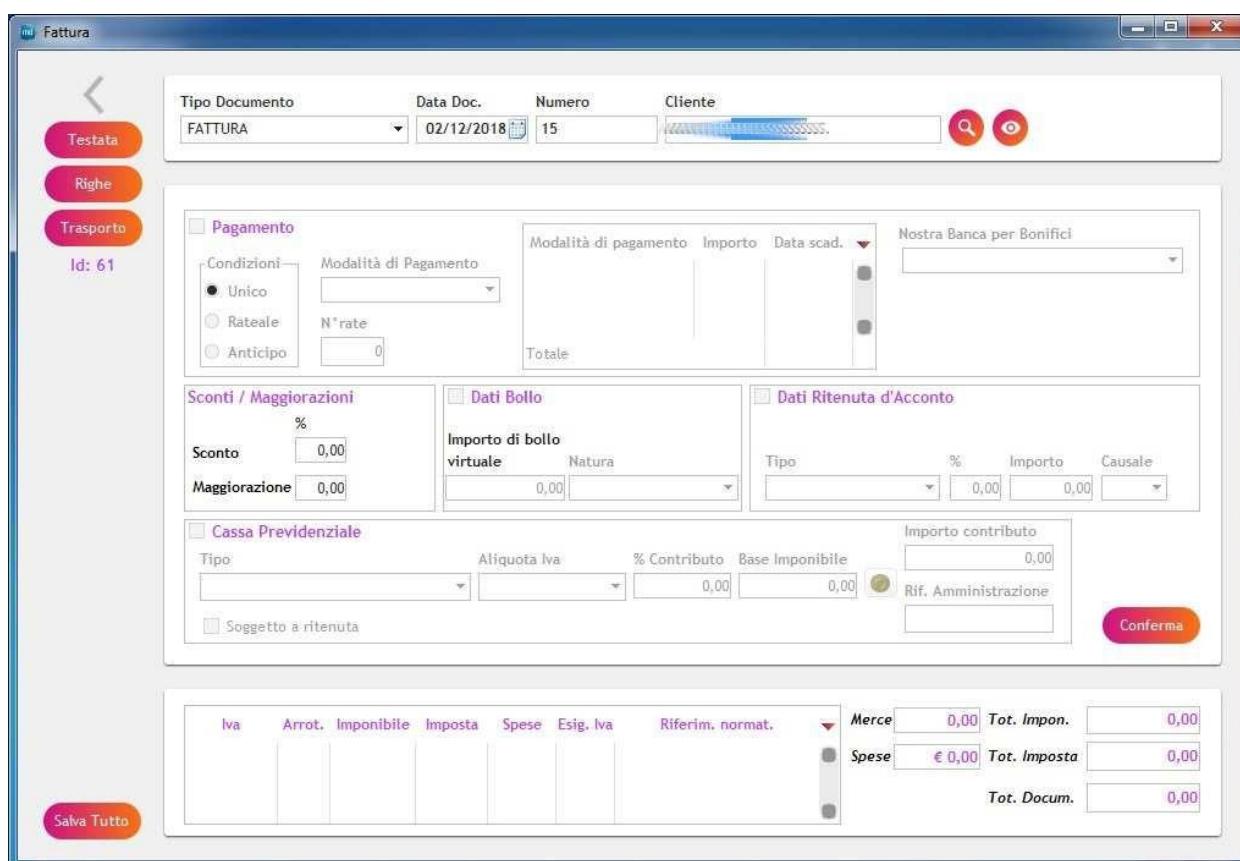 Fattura
Tipo Documento Data Doc. Numero Cliente
FATTURA 02/12/2018 15
Testata
Righe
Trasporto
Id: 61
Pagamento
Condizioni
Unico
Rateale
Anticipo
Modalità di Pagamento
N°rate
0
Modalità di pagamento Importo Data scad.
Totale
Nostra Banca per Bonifici
Sconti / Maggiorazioni
%
Sconto 0,00
Maggiorazione 0,00
Dati Bollo
Importo di bollo
virtuale Natura
0,00
Dati Ritenuta d'Acconto
Tipo % Importo Causale
0,00 0,00
Cassa Previdenziale
Tipo Aliquota Iva % Contributo Base Imponibile
0,00 0,00
Soggetto a ritenuta
Importo contributo
0,00
Rif. Amministrazione
Conferma
Iva Arrot. Imponibile Imposta Spese Esig. Iva Riferim. normat.
Merce 0,00 Tot. Impon. 0,00
Spese € 0,00 Tot. Imposta 0,00
Tot. Docum. 0,00
Salva Tutto